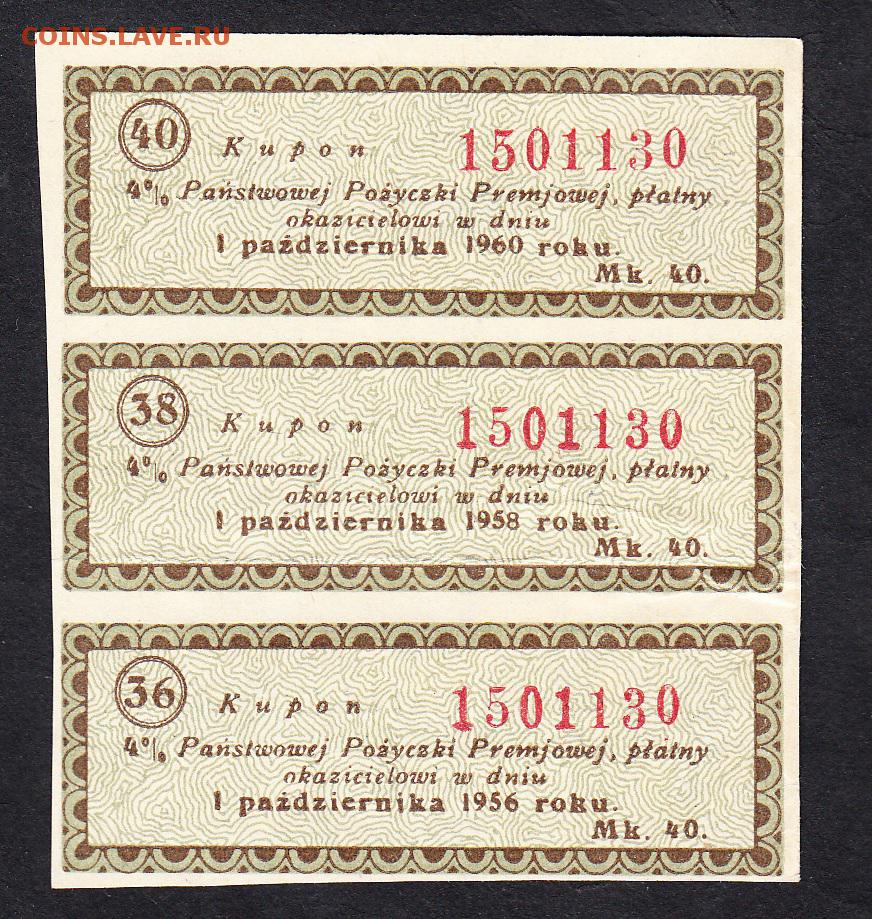 COINS.LAVE.RU
40 Kupon 1501130
4% Państwowej Pożyczki Premjowej, płatny
okazicielowi w dniu
1 października 1960 roku.
Mk. 40.
38 Kupon 1501130
4% Państwowej Pożyczki Premjowej, płatny
okazicielowi w dniu
1 października 1958 roku.
Mk. 40.
36 Kupon 1501130
4% Państwowej Pożyczki Premjowej, płatny
okazicielowi w dniu
1 października 1956 roku.
Mk. 40.